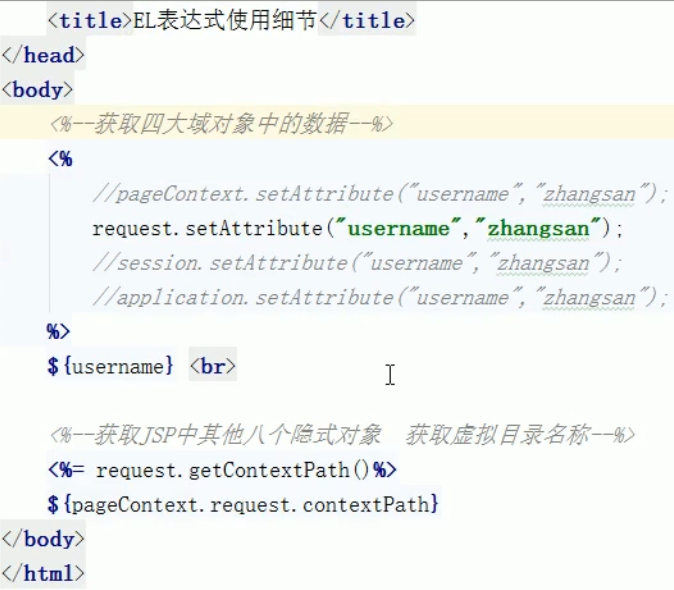 <title>EL表达式使用细节</title>
</head>
<body>
<%--获取四大域对象中的数据--%>
<%
//pageContext.setAttribute("username","zhangsan");
request.setAttribute("username","zhangsan");
//session.setAttribute("username","zhangsan");
//application.setAttribute("username","zhangsan");
%>
${username} <br>
<%--获取JSP中其他八个隐式对象  获取虚拟目录名称--%>
<%= request.getContextPath()%>
${pageContext.request.contextPath}
</body>
</html>